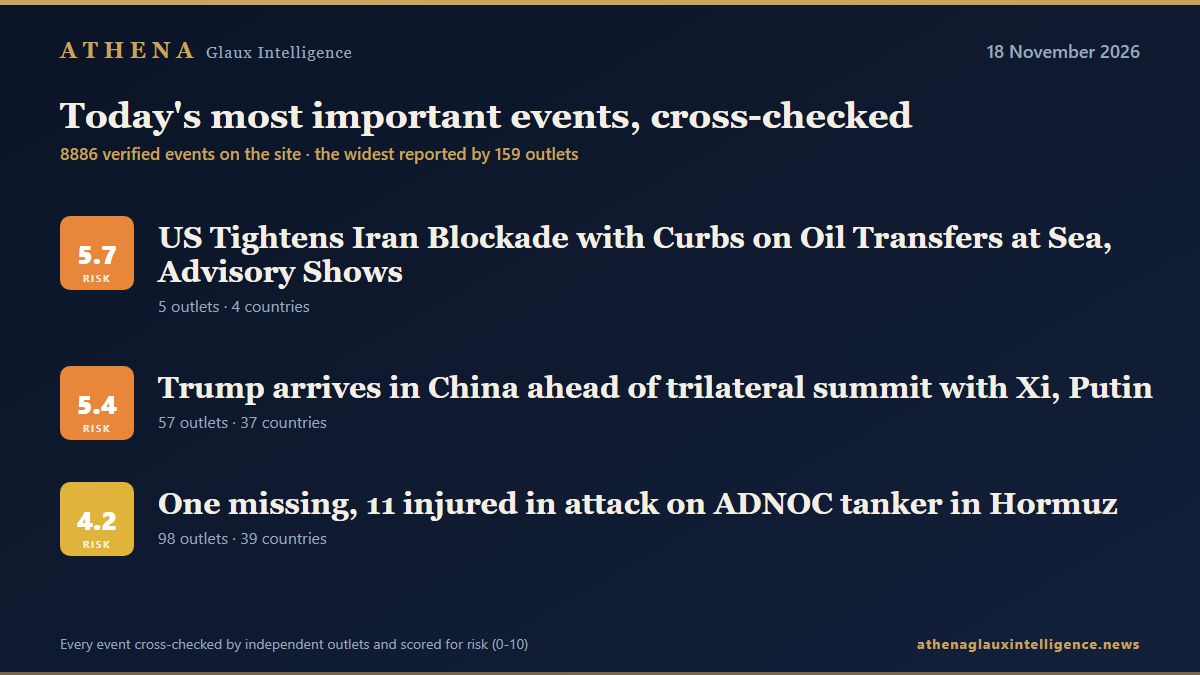 ATHENA Glaux Intelligence
18 November 2026
Today's most important events, cross-checked
8886 verified events on the site · the widest reported by 159 outlets
5.7
RISK
US Tightens Iran Blockade with Curbs on Oil Transfers at Sea,
Advisory Shows
5 outlets · 4 countries
5.4
RISK
Trump arrives in China ahead of trilateral summit with Xi, Putin
57 outlets · 37 countries
4.2
RISK
One missing, 11 injured in attack on ADNOC tanker in Hormuz
98 outlets · 39 countries
Every event cross-checked by independent outlets and scored for risk (0-10)
athenaglauxintelligence.news